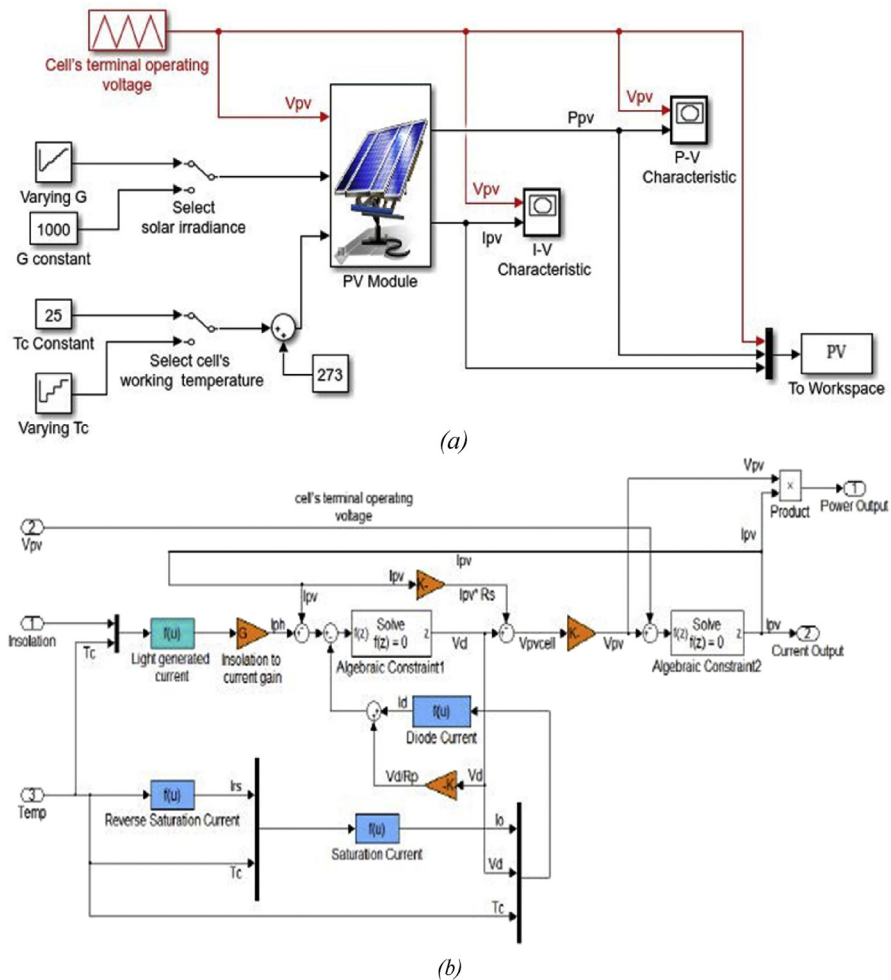 Cell's terminal operating
voltage
Vpv
Vpv
Ppv
P-V
Characteristic
Varying G
Select
solar irradiance
1000
G constant
Vpv
Ipv
I-V
Characteristic
PV Module
25
Tc Constant
Select cell's
working temperature
273
PV
To Workspace
Varying Tc
(a)
Vpv
cell's terminal operating
voltage
x
Product
1
Power Output
2
Vpv
Ipv
Ipv
Ipv
K-
Ipv* Rs
Ipv
1
Insolation
Tc
f(u)
Light generated
current
G
Insolation to
current gain
Iph
f(z)
Solve
f(z) = 0
z
Algebraic Constraint1
Vd
Vpvcell
K-
Vpv
f(z)
Solve
f(z) = 0
z
Algebraic Constraint2
Ipv
2
Current Output
Id
f(u)
Diode Current
Vd/Rp
-K
Vd
3
Temp
f(u)
Irs
Reverse Saturation Current
f(u)
Saturation Current
Io
Tc
Vd
Tc
(b)